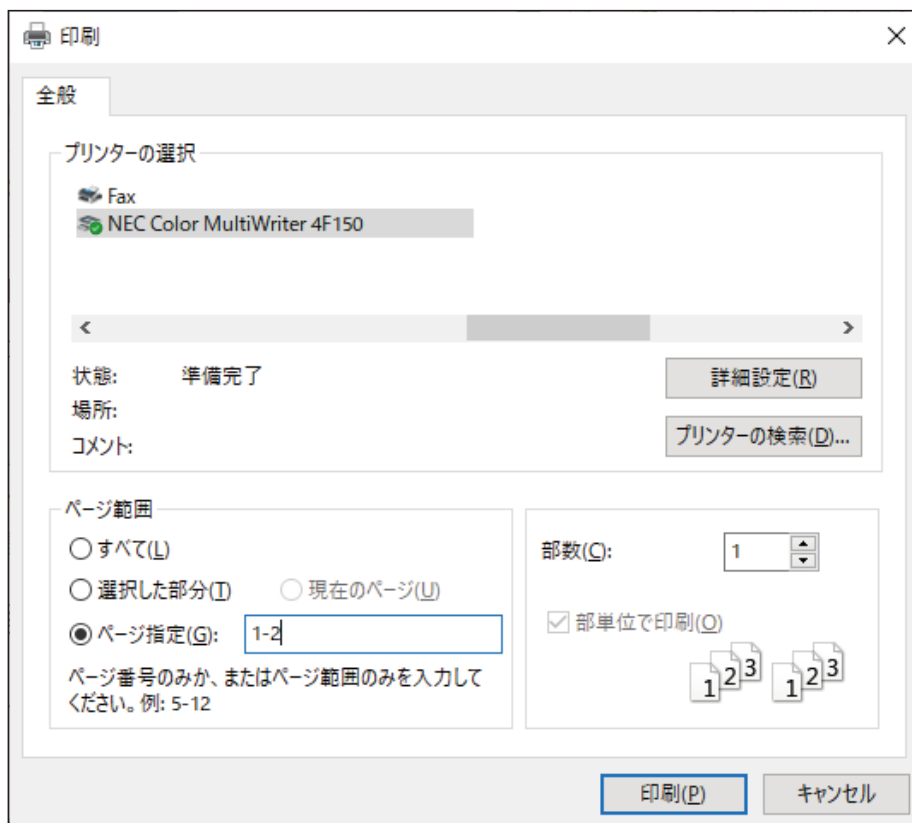 印刷
全般
プリンターの選択
Fax
NEC Color MultiWriter 4F150
状態: 準備完了
詳細設定(R)
場所:
コメント:
プリンターの検索(D)...
ページ範囲
すべて(L)
選択した部分(T) 現在のページ(U)
ページ指定(G): 1-2
ページ番号のみか、またはページ範囲のみを入力して
ください。例: 5-12
部数(C): 1
部単位で印刷(O)
1 2 3 1 2 3
印刷(P) キャンセル